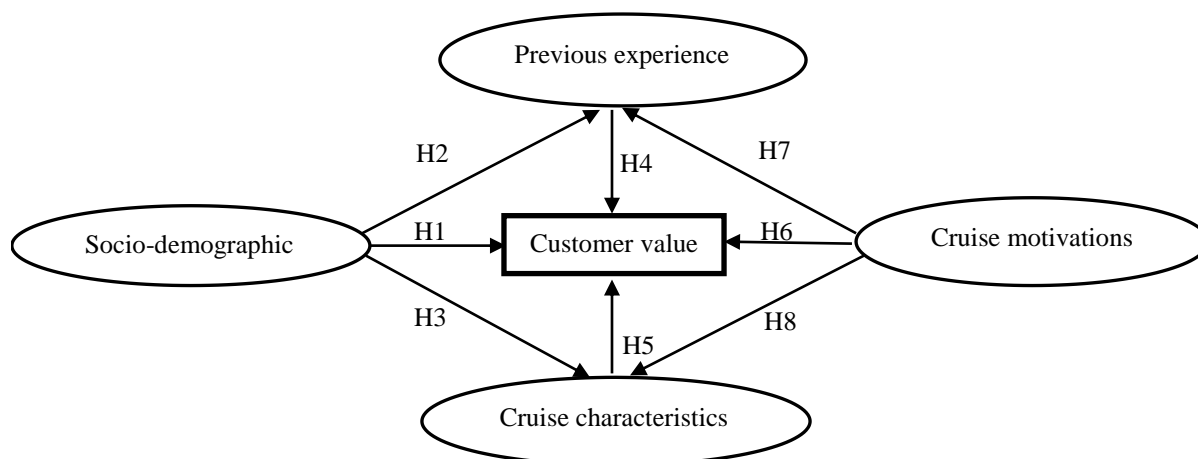 Previous experience
H2
H4
H7
Socio-demographic
H1
Customer value
H6
Cruise motivations
H3
H5
H8
Cruise characteristics